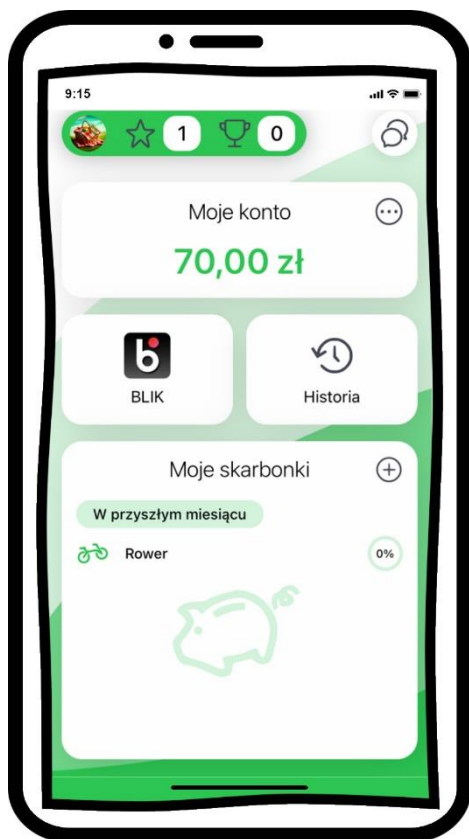 9:15
1 0
Moje konto
70,00 zł
BLIK Historia
Moje skarbonki
W przyszłym miesiącu
Rower 0%